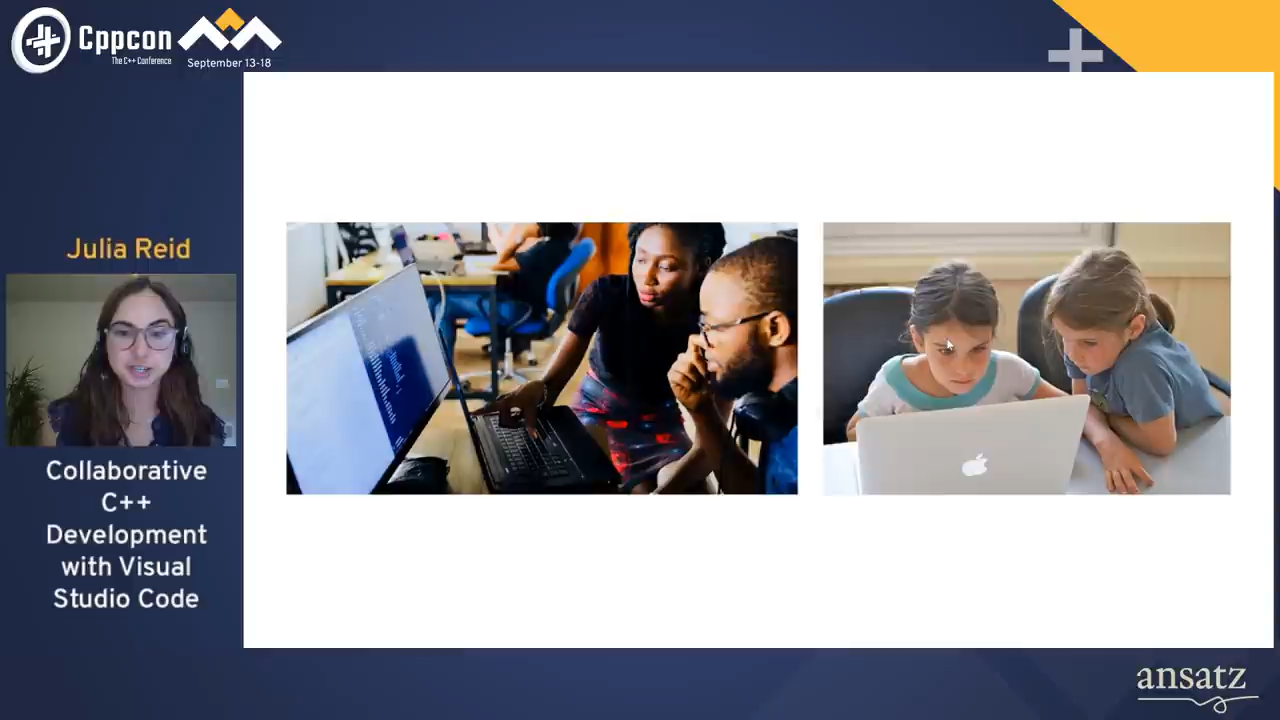 Cppcon
The C++ Conference
September 13-18
Julia Reid
Collaborative
C++
Development
with Visual
Studio Code
ansatz